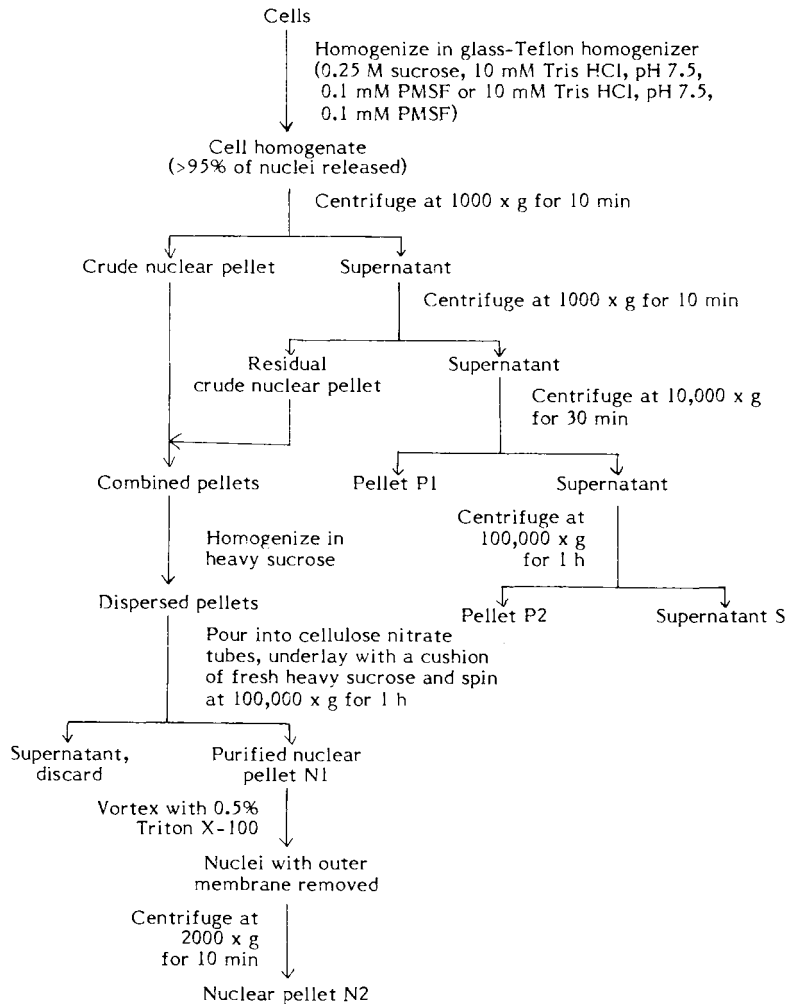 Cells
Homogenize in glass-Teflon homogenizer
(0.25 M sucrose, 10 mM Tris HCl, pH 7.5,
0.1 mM PMSF or 10 mM Tris HCl, pH 7.5,
0.1 mM PMSF)
Cell homogenate
(>95% of nuclei released)
Centrifuge at 1000 x g for 10 min
Crude nuclear pellet
Supernatant
Centrifuge at 1000 x g for 10 min
Residual
crude nuclear pellet
Supernatant
Centrifuge at 10,000 x g
for 30 min
Combined pellets
Pellet P1
Supernatant
Homogenize in
heavy sucrose
Centrifuge at
100,000 x g
for 1 h
Dispersed pellets
Pellet P2
Supernatant S
Pour into cellulose nitrate
tubes, underlay with a cushion
of fresh heavy sucrose and spin
at 100,000 x g for 1 h
Supernatant,
discard
Purified nuclear
pellet N1
Vortex with 0.5%
Triton X-100
Nuclei with outer
membrane removed
Centrifuge at
2000 x g
for 10 min
Nuclear pellet N2